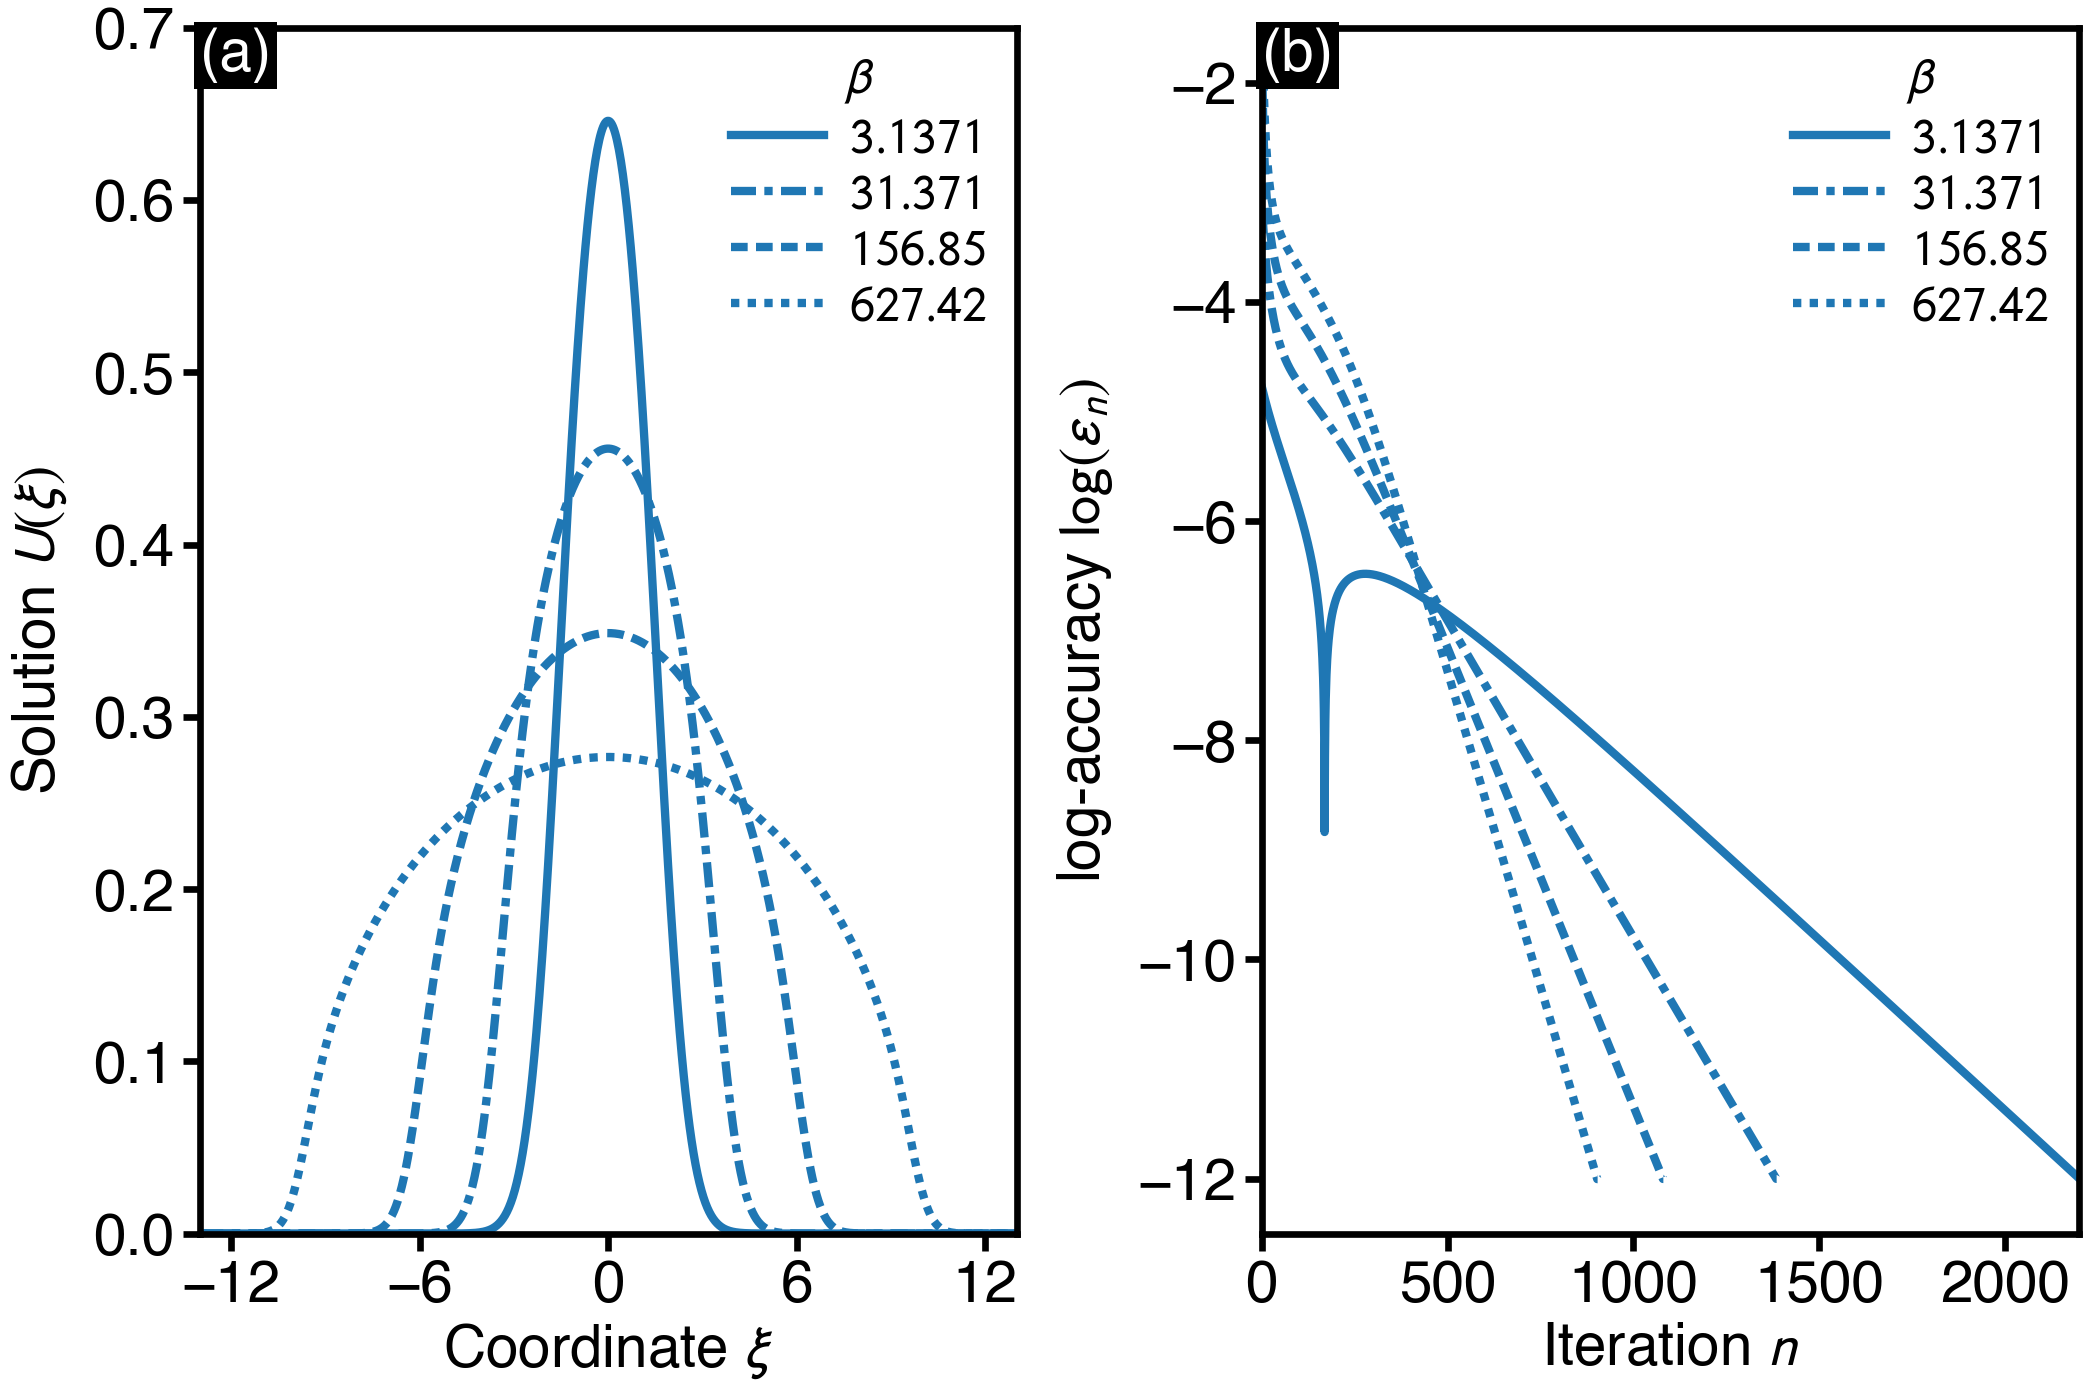 (a)
0.7
0.6
0.5
0.4
0.3
0.2
0.1
0.0
−12 −6 0 6 12
Solution U(ξ)
Coordinate ξ
β
3.1371
31.371
156.85
627.42
(b)
−2
−4
−6
−8
−10
−12
0 500 1000 1500 2000
log-accuracy log(εn)
Iteration n
β
3.1371
31.371
156.85
627.42